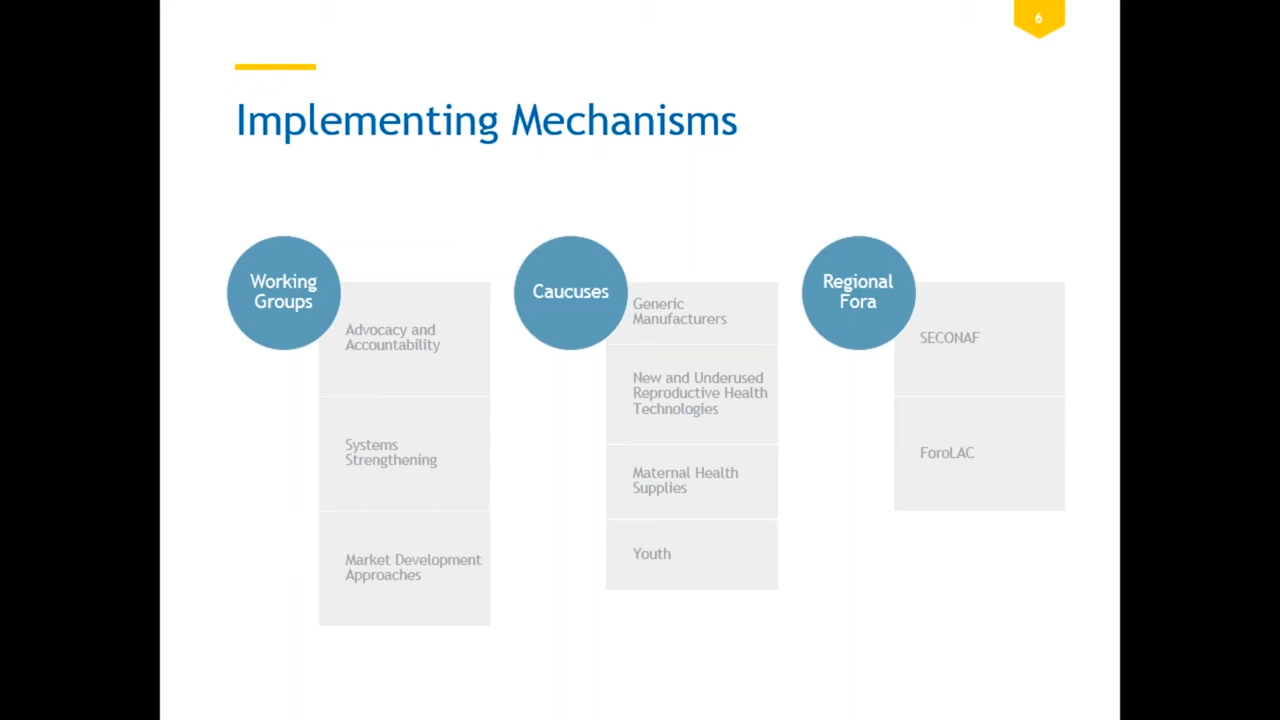 6
Implementing Mechanisms
Working
Groups
Advocacy and
Accountability
Systems
Strengthening
Market Development
Approaches
Caucuses
Generic
Manufacturers
New and Underused
Reproductive Health
Technologies
Maternal Health
Supplies
Youth
Regional
Fora
SECONAF
ForoLAC